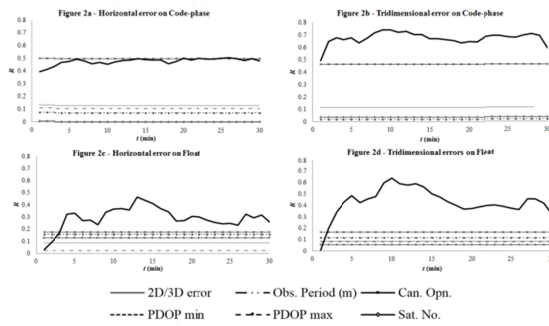 Figure 2a - Horizontal error on Code-phase
0.8
0.7
0.6
0.5
R 0.4
0.3
0.2
0.1
0
0 5 10 15 20 25 30
t (min)
Figure 2b - Tridimensional error on Code-phase
0.8
0.7
0.6
0.5
R 0.4
0.3
0.2
0.1
0
0 5 10 15 20 25 30
t (min)
Figure 2c - Horizontal error on Float
0.8
0.7
0.6
0.5
R 0.4
0.3
0.2
0.1
0
0 5 10 15 20 25 30
t (min)
Figure 2d - Tridimensional errors on Float
0.8
0.7
0.6
0.5
R 0.4
0.3
0.2
0.1
0
0 5 10 15 20 25 30
t (min)
2D/3D error Obs. Period (m) Can. Opn.
PDOP min PDOP max Sat. No.